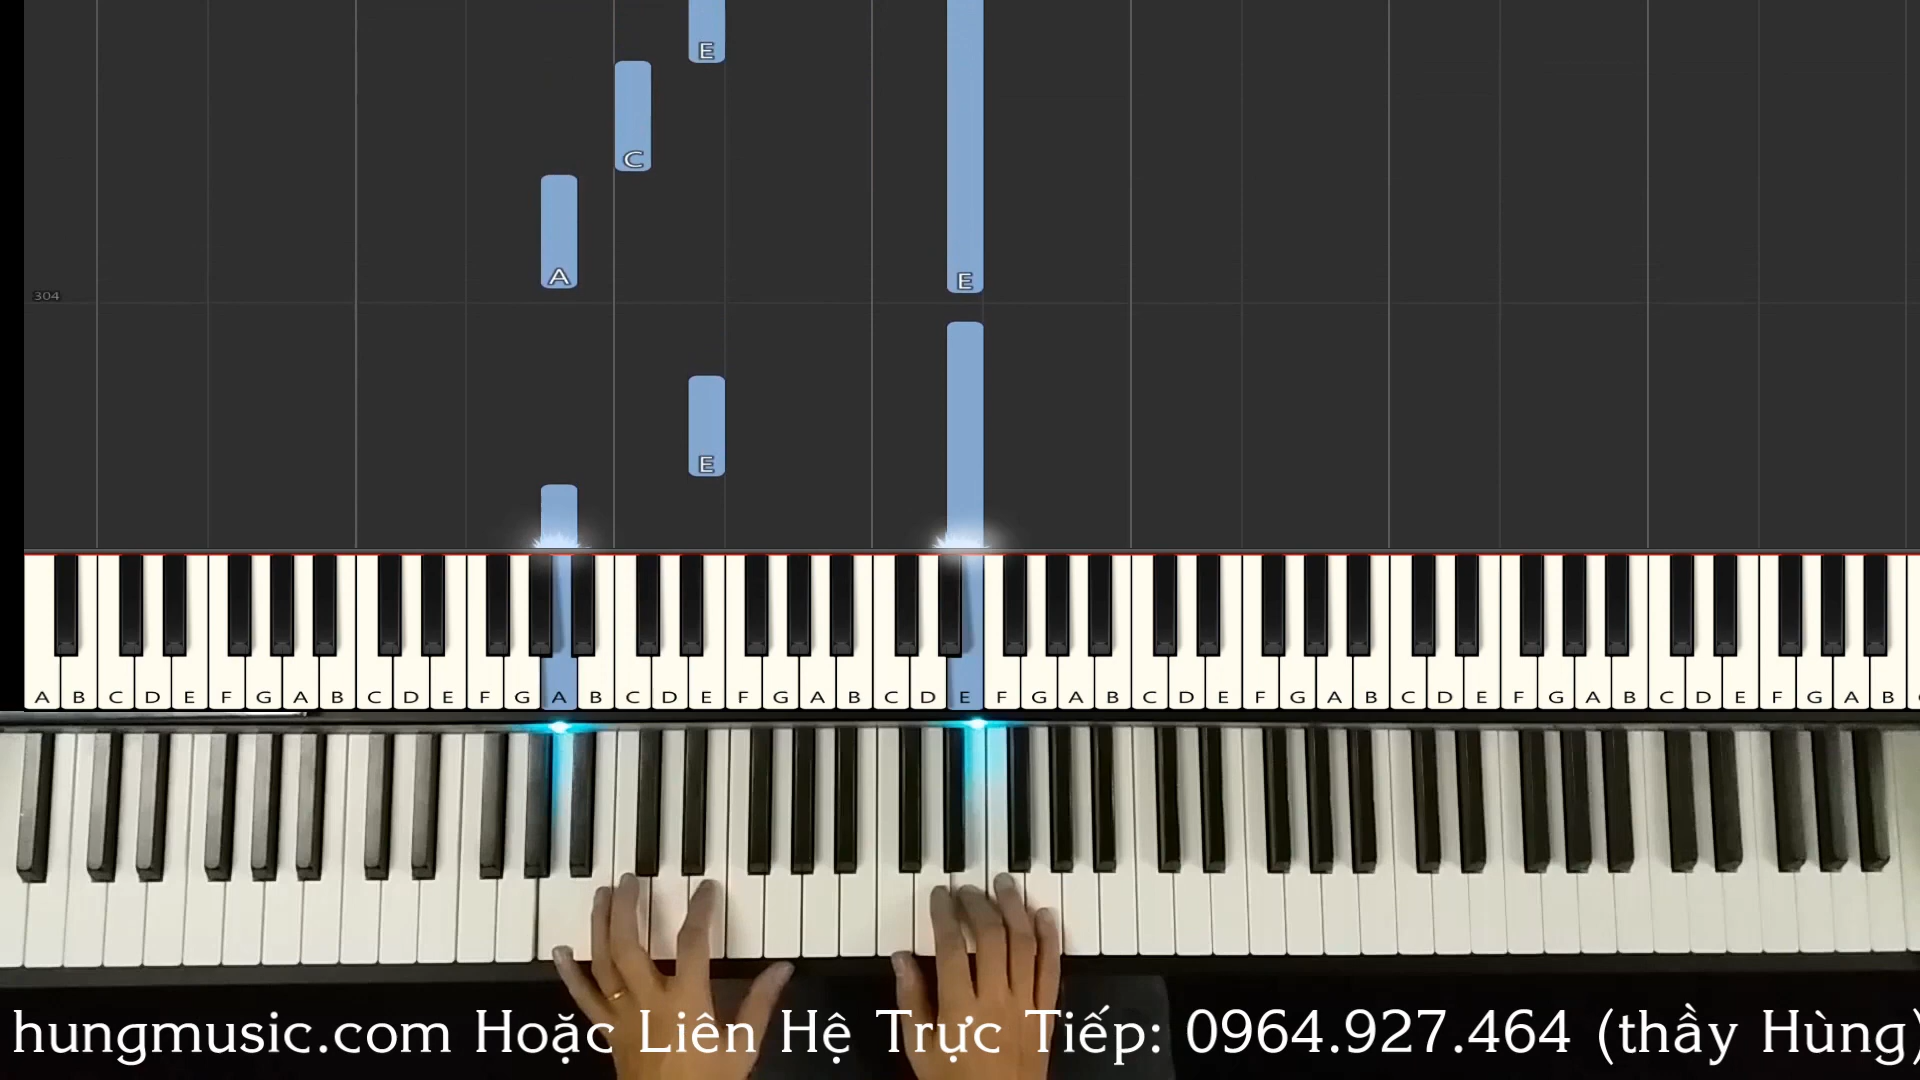 E
C
A
E
304
E
A B C D E F G A B C D E F G A B C D E F G A B C D E F G A B C D E F G A B C D E F G A B C D E F G A B
hungmusic.com Hoặc Liên Hệ Trực Tiếp: 0964.927.464 (thầy Hùng)